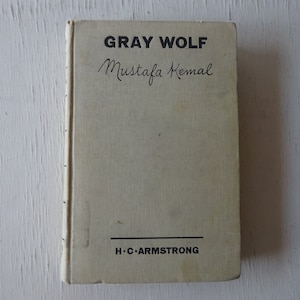 GRAY WOLF
Mustafa Kemal
H·C·ARMSTRONG